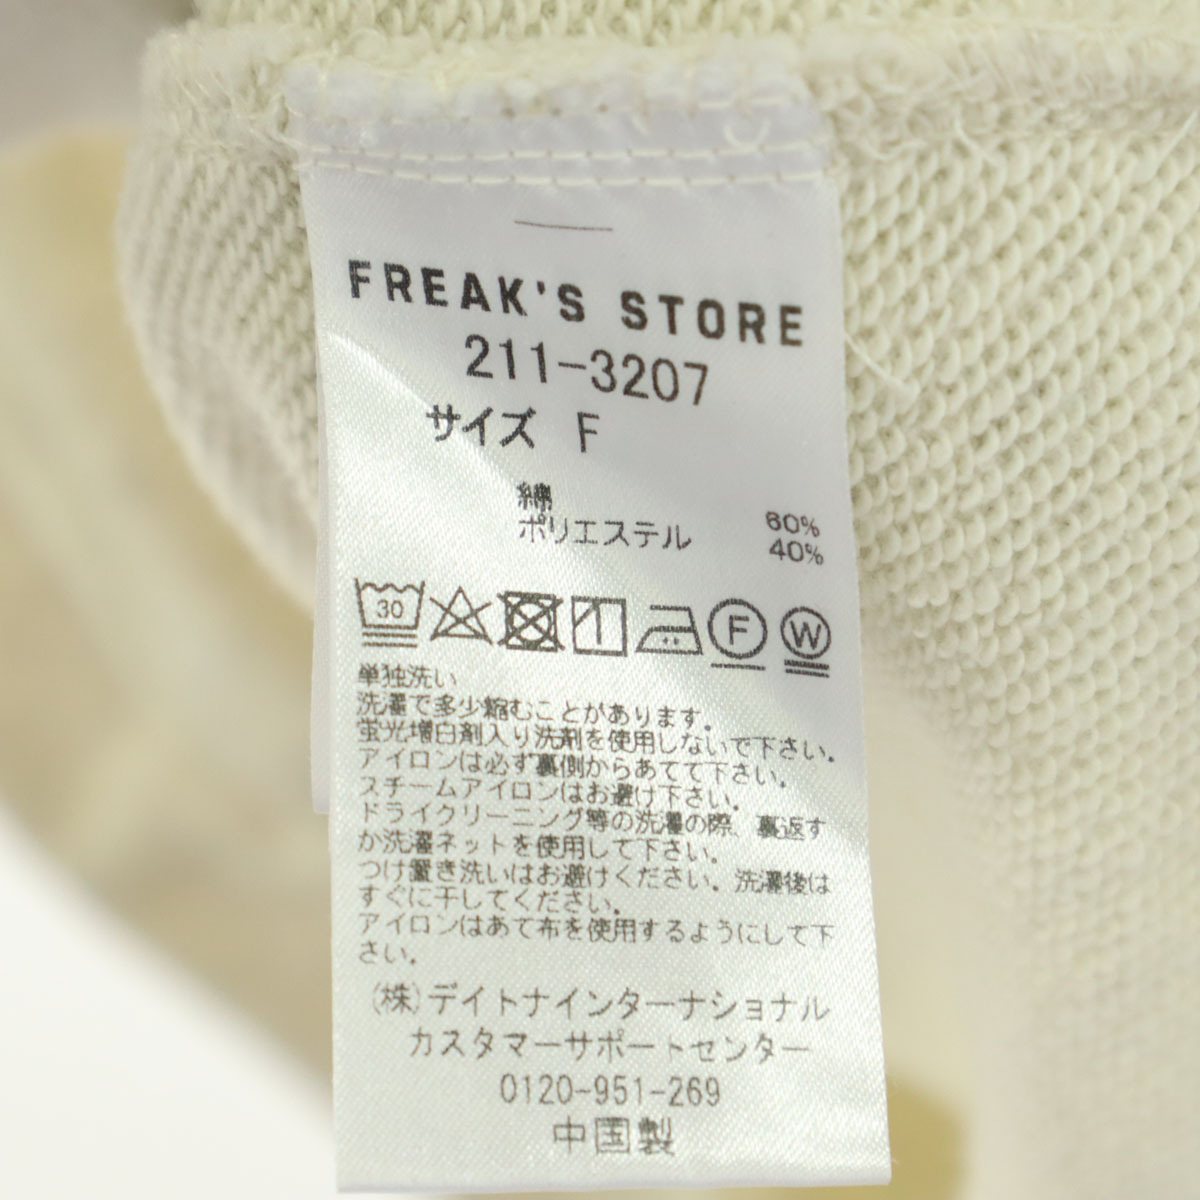 FREAK'S STORE
211-3207
サイズ F
綿 60%
ポリエステル 40%
30 F W
単独洗い
洗濯で多少縮むことがあります。
蛍光増白剤入り洗剤を使用しないで下さい。
アイロンは必ず裏側からあてて下さい。
スチームアイロンはお避け下さい。
ドライクリーニング等の洗濯の際、裏返す
か洗濯ネットを使用して下さい。
つけ置き洗いはお避けください。洗濯後は
すぐに干してください。
アイロンはあて布を使用するようにして下
さい。
(株)デイトナインターナショナル
カスタマーサポートセンター
0120-951-269
中国製